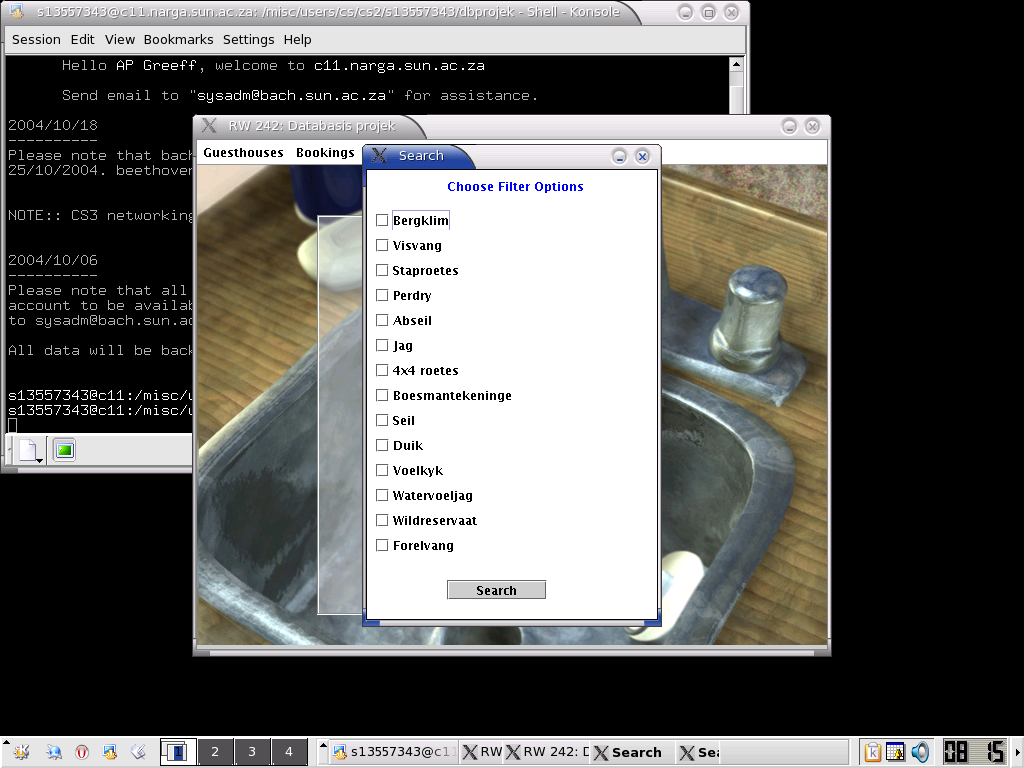 s13557343@c11.narga.sun.ac.za: /misc/users/cs/cs2/s13557343/dbprojek - Shell - Konsole
Session Edit View Bookmarks Settings Help
Hello AP Greeff, welcome to c11.narga.sun.ac.za
Send email to "sysadm@bach.sun.ac.za" for assistance.
2004/10/18
----------
Please note that bach
25/10/2004. beethoven
NOTE:: CS3 networking
2004/10/06
----------
Please note that all
account to be availab
to sysadm@bach.sun.ac
All data will be back
s13557343@c11:/misc/u
s13557343@c11:/misc/u
RW 242: Databasis projek
Guesthouses Bookings
Search
Choose Filter Options
Bergklim
Visvang
Staproetes
Perdry
Abseil
Jag
4x4 roetes
Boesmantekeninge
Seil
Duik
Voelkyk
Watervoeljag
Wildreservaat
Forelvang
Search
1 2 3 4 s13557343@c11 RW RW 242: D Search Sea 08 15